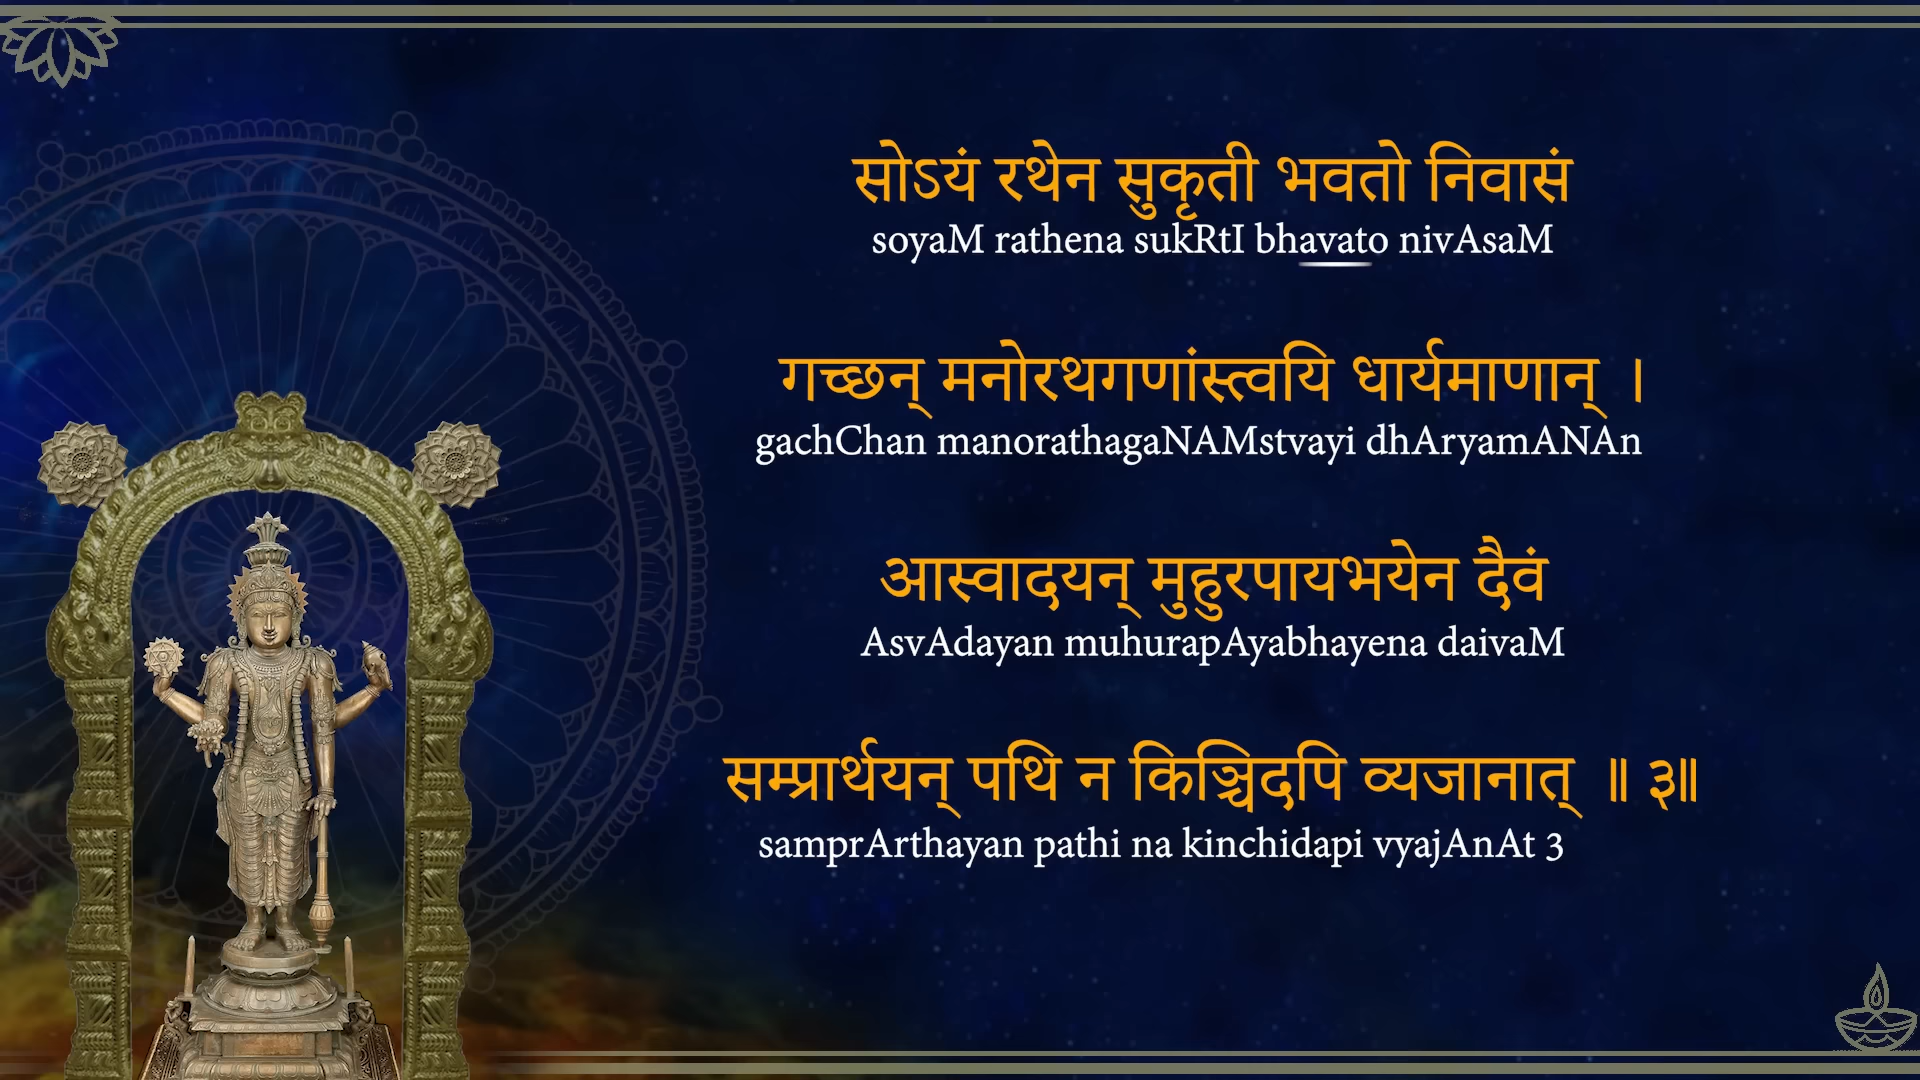 सोऽयं रथेन सुकृती भवतो निवासं
soyaM rathena sukRtI bhavato nivAsaM
गच्छन् मनोरथगणांस्त्वयि धार्यमाणान् ।
gachChan manorathagaNAMstvayi dhAryamANAn
आस्वादयन् मुहुरपायभयेन दैवं
AsvAdayan muhurapAyabhayena daivaM
सम्प्रार्थयन् पथि न किञ्चिदपि व्यजानात् ॥ ३॥
samprArthayan pathi na kinchidapi vyajAnAt 3